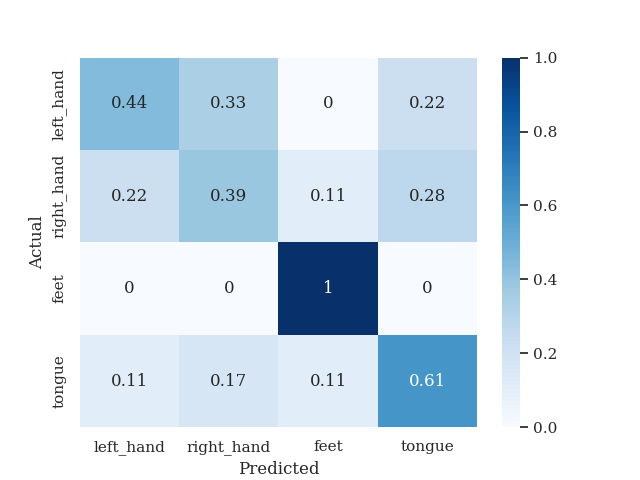 Actual
left_hand
0.44 0.33 0 0.22
right_hand
0.22 0.39 0.11 0.28
feet
0 0 1 0
tongue
0.11 0.17 0.11 0.61
left_hand right_hand feet tongue
Predicted
1.0
0.8
0.6
0.4
0.2
0.0